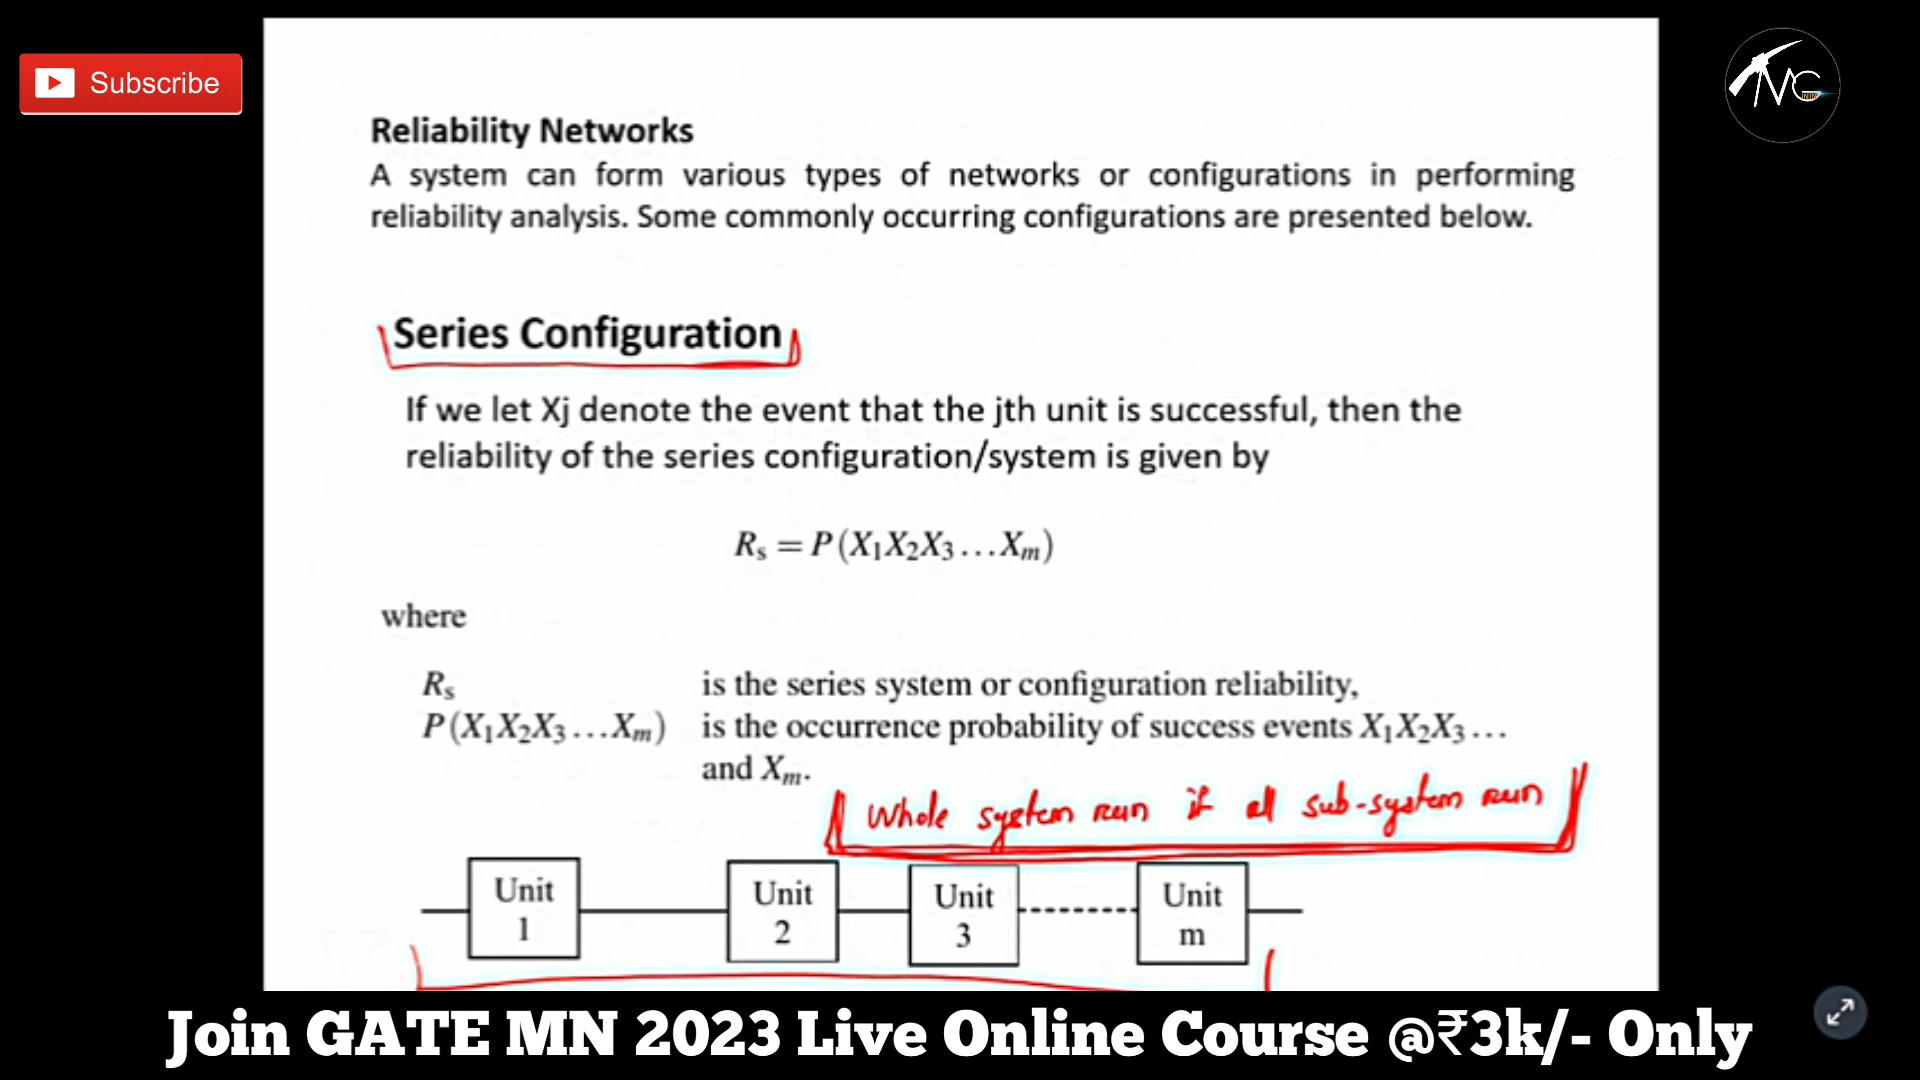 Subscribe
Reliability Networks
A system can form various types of networks or configurations in performing
reliability analysis. Some commonly occurring configurations are presented below.
Series Configuration
If we let Xj denote the event that the jth unit is successful, then the
reliability of the series configuration/system is given by
Rs = P(X1X2X3...Xm)
where
Rs is the series system or configuration reliability,
P(X1X2X3...Xm) is the occurrence probability of success events X1X2X3...
and Xm.
Whole system run if all sub-system run
Unit 1 Unit 2 Unit 3 Unit m
Join GATE MN 2023 Live Online Course @₹3k/- Only